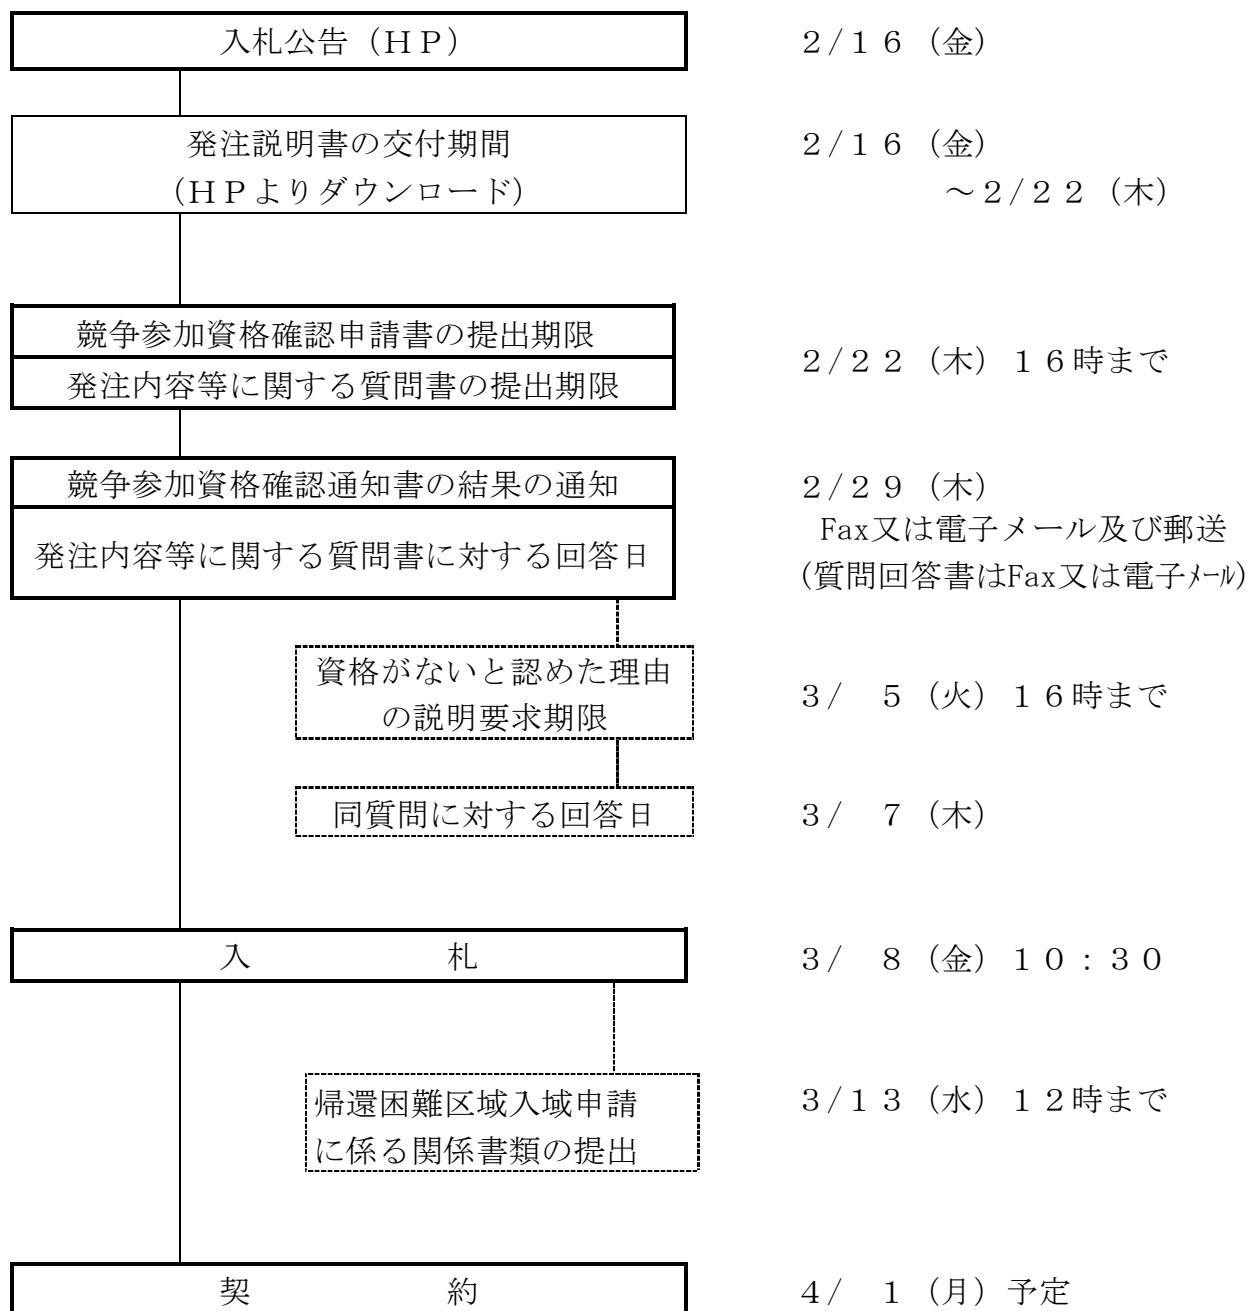 入札公告（ＨＰ）　２/１６（金）
発注説明書の交付期間　２/１６（金）
（ＨＰよりダウンロード）　～２/２２（木）
競争参加資格確認申請書の提出期限
２/２２（木）１６時まで
発注内容等に関する質問書の提出期限
競争参加資格確認通知書の結果の通知　２/２９（木）
Fax又は電子メール及び郵送
発注内容等に関する質問書に対する回答日
(質問回答書はFax又は電子ﾒｰﾙ)
資格がないと認めた理由
の説明要求期限
３/　５（火）１６時まで
同質問に対する回答日　３/　７（木）
入　　　札　３/　８（金）１０：３０
帰還困難区域入域申請　３/１３（水）１２時まで
に係る関係書類の提出
契　　　約　４/　１（月）予定